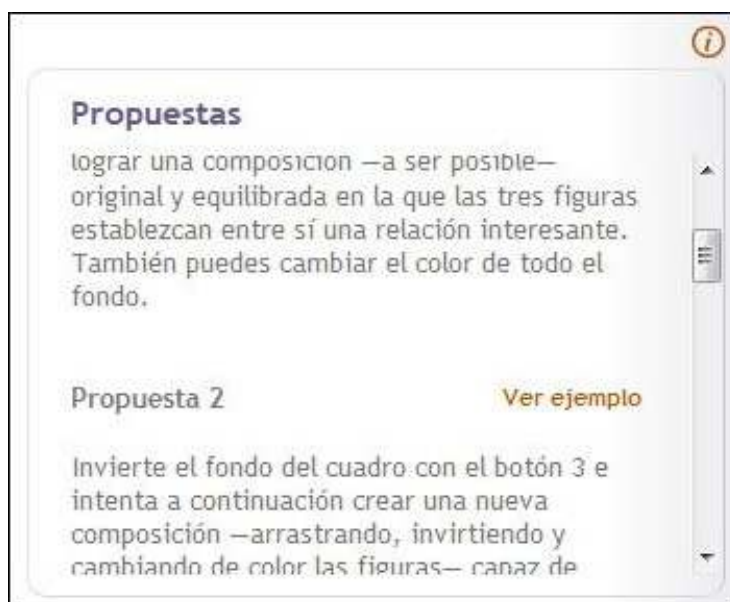 Propuestas
lograr una composición —a ser posible—
original y equilibrada en la que las tres figuras
establezcan entre sí una relación interesante.
También puedes cambiar el color de todo el
fondo.
Propuesta 2
Ver ejemplo
Invierte el fondo del cuadro con el botón 3 e
intenta a continuación crear una nueva
composición —arrastrando, invirtiendo y
cambiando de color las figuras— capaz de